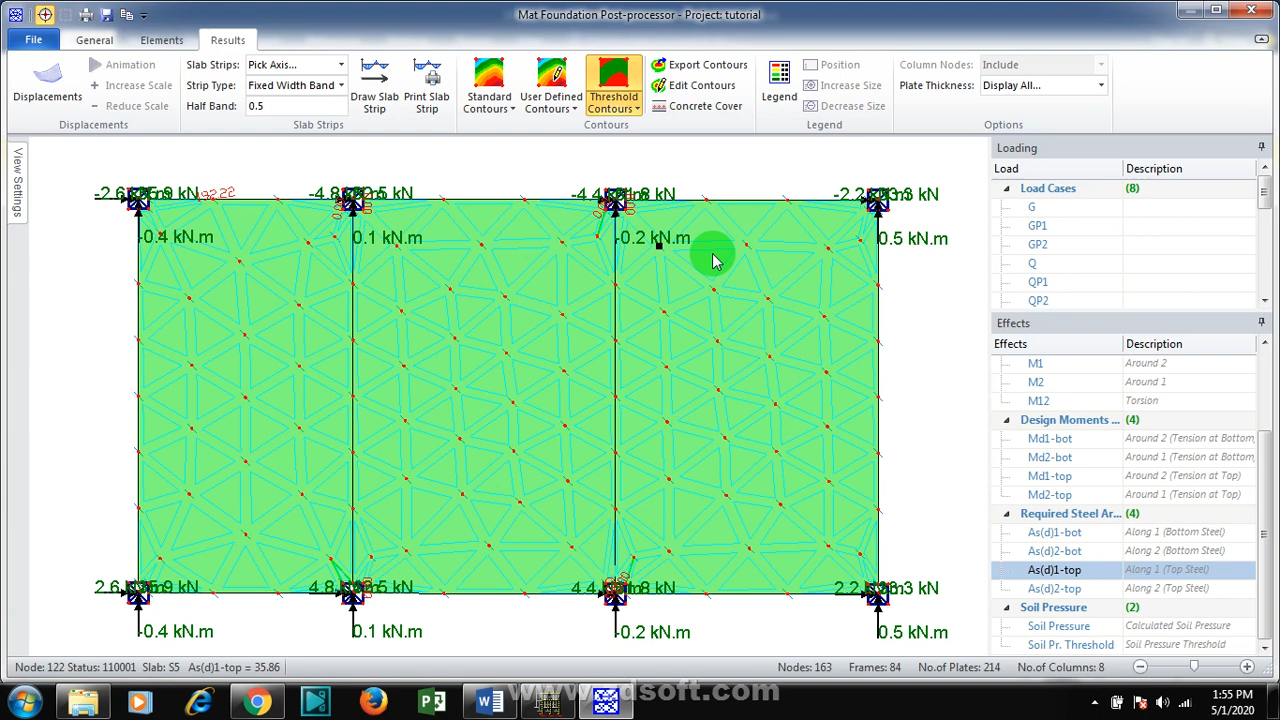 Mat Foundation Post-processor - Project: tutorial
File General Elements Results
Displacements
Animation
Increase Scale
Reduce Scale
Displacements
Slab Strips: Pick Axis...
Strip Type: Fixed Width Band
Half Band: 0.5
Draw Slab Strip
Print Slab Strip
Slab Strips
Standard Contours
User Defined Contours
Threshold Contours
Export Contours
Edit Contours
Concrete Cover
Contours
Legend
Position
Increase Size
Decrease Size
Legend
Column Nodes: Include
Plate Thickness: Display All...
Options
View Settings
192.22
-0.4 kN.m 0.1 kN.m -0.2 kN.m 0.5 kN.m
-0.4 kN.m 0.1 kN.m -0.2 kN.m 0.5 kN.m
Loading
Load Description
Load Cases (8)
G
GP1
GP2
Q
QP1
QP2
Effects
Effects Description
M1 Around 2
M2 Around 1
M12 Torsion
Design Moments ... (4)
Md1-bot Around 2 (Tension at Bottom)
Md2-bot Around 1 (Tension at Bottom)
Md1-top Around 2 (Tension at Top)
Md2-top Around 1 (Tension at Top)
Required Steel Ar... (4)
As(d)1-bot Along 1 (Bottom Steel)
As(d)2-bot Along 2 (Bottom Steel)
As(d)1-top Along 1 (Top Steel)
As(d)2-top Along 2 (Top Steel)
Soil Pressure (2)
Soil Pressure Calculated Soil Pressure
Soil Pr. Threshold Soil Pressure Threshold
Node: 122 Status: 110001 Slab: S5 As(d)1-top = 35.86
Nodes: 163 Frames: 84 No.of Plates: 214 No.of Columns: 8
1:55 PM
5/1/2020